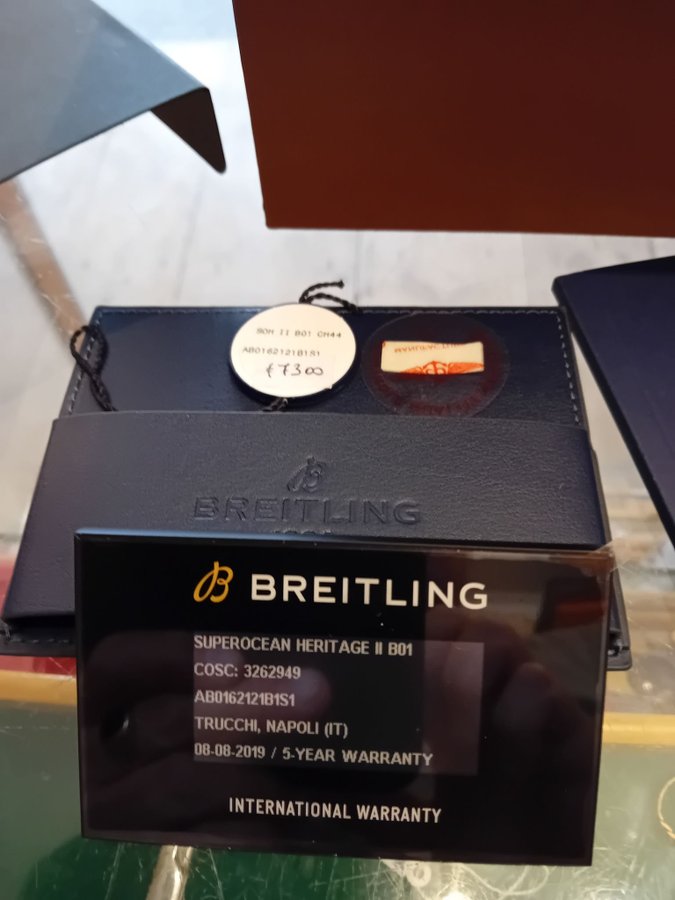 SOH II B01 CH44
AB0162121B1S1
€7300
BREITLING
BREITLING
SUPEROCEAN HERITAGE II B01
COSC: 3262949
AB0162121B1S1
TRUCCHI, NAPOLI (IT)
08-08-2019 / 5-YEAR WARRANTY
INTERNATIONAL WARRANTY